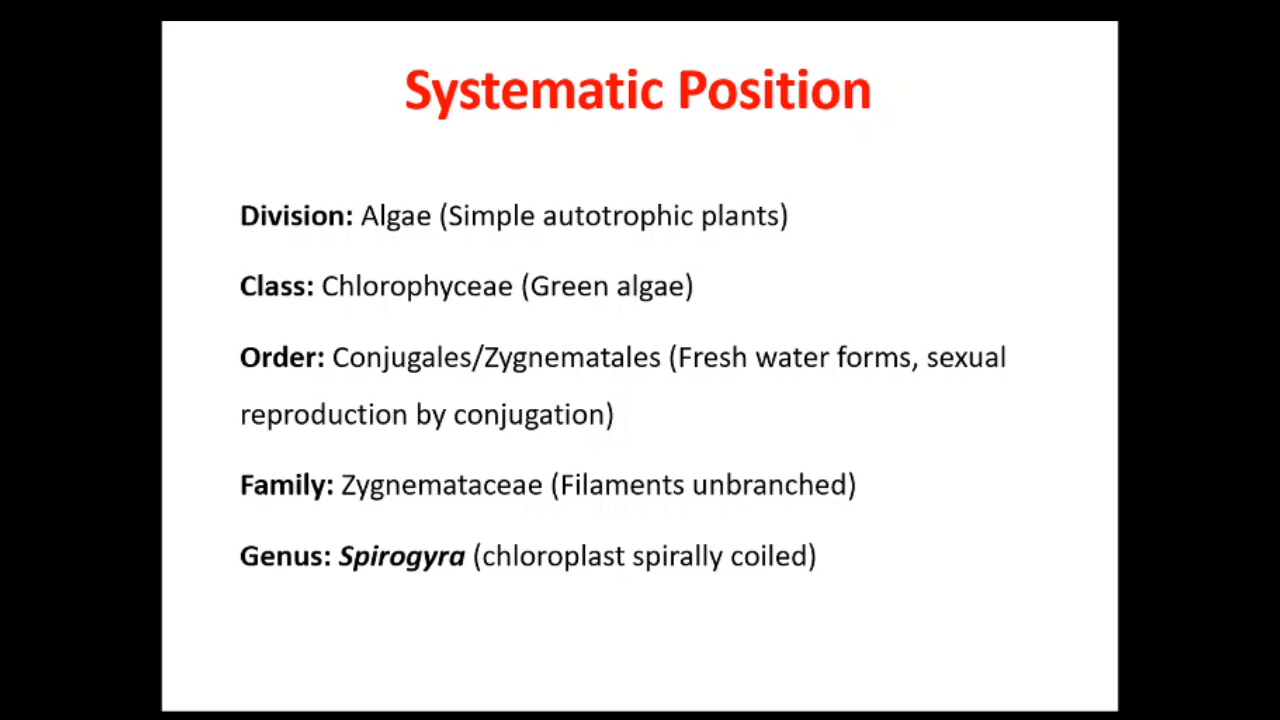 Systematic Position
Division: Algae (Simple autotrophic plants)
Class: Chlorophyceae (Green algae)
Order: Conjugales/Zygnematales (Fresh water forms, sexual
reproduction by conjugation)
Family: Zygnemataceae (Filaments unbranched)
Genus: Spirogyra (chloroplast spirally coiled)